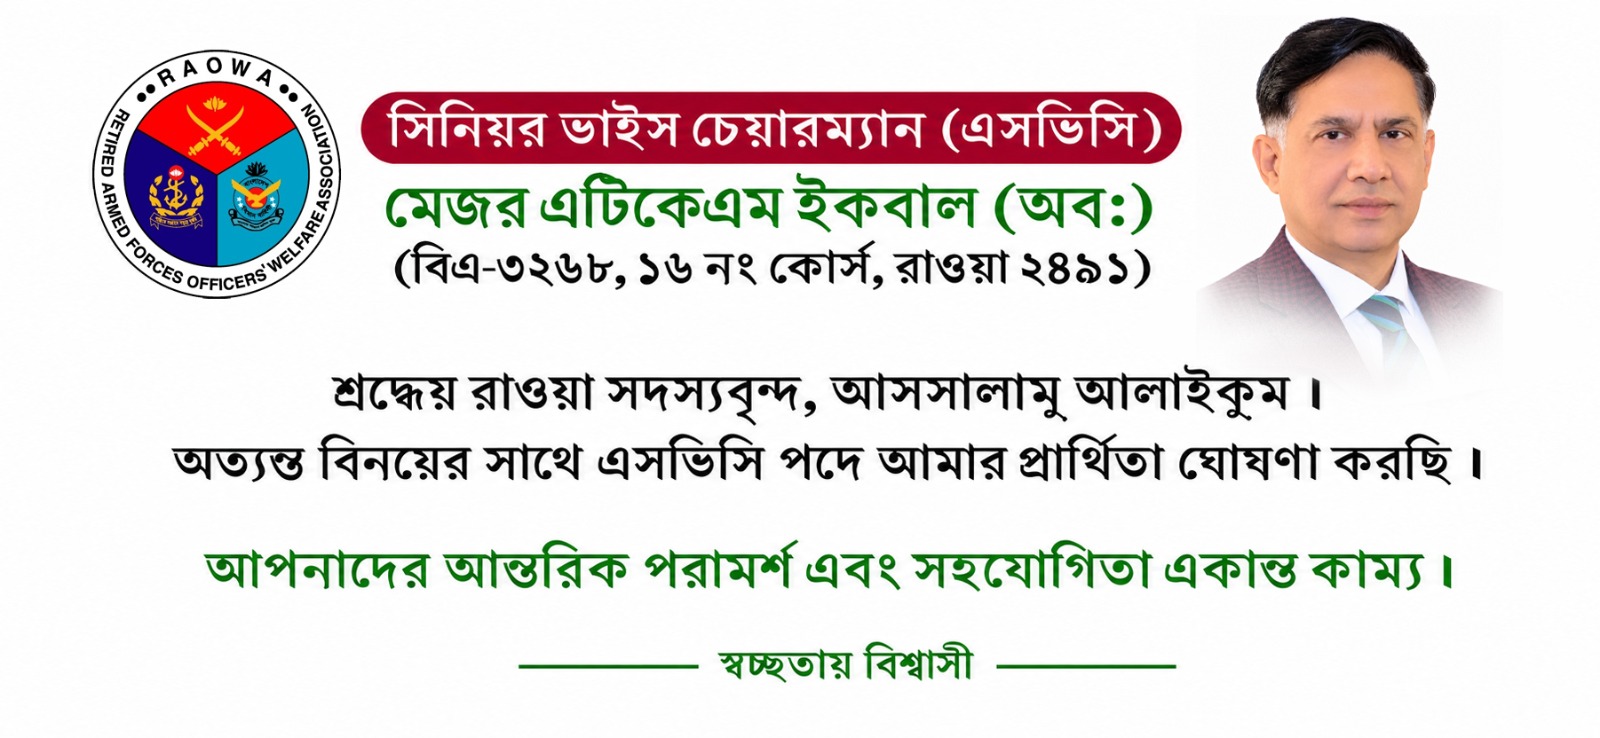 RAOWA
RETIRED ARMED FORCES OFFICERS' WELFARE ASSOCIATION
সিনিয়র ভাইস চেয়ারম্যান (এসভিসি)
মেজর এটিকেএম ইকবাল (অব:)
(বিএ-৩২৬৮, ১৬ নং কোর্স, রাওয়া ২৪৯১)
শ্রদ্ধেয় রাওয়া সদস্যবৃন্দ, আসসালামু আলাইকুম ।
অত্যন্ত বিনয়ের সাথে এসভিসি পদে আমার প্রার্থিতা ঘোষণা করছি ।
আপনাদের আন্তরিক পরামর্শ এবং সহযোগিতা একান্ত কাম্য ।
স্বচ্ছতায় বিশ্বাসী